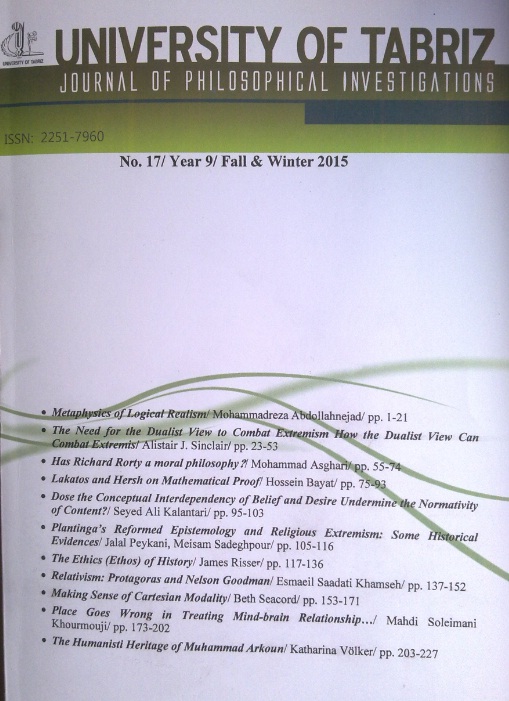 UNIVERSITY OF TABRIZ
UNIVERSITY OF TABRIZ
JOURNAL OF PHILOSOPHICAL INVESTIGATIONS
ISSN: 2251-7960
No. 17/ Year 9/ Fall & Winter 2015
• Metaphysics of Logical Realism/ Mohammadreza Abdollahnejad/ pp. 1-21
• The Need for the Dualist View to Combat Extremism How the Dualist View Can
Combat Extremis/ Alistair J. Sinclair/ pp. 23-53
• Has Richard Rorty a moral philosophy?/ Mohammad Asghari/ pp. 55-74
• Lakatos and Hersh on Mathematical Proof/ Hossein Bayat/ pp. 75-93
• Dose the Conceptual Interdependency of Belief and Desire Undermine the Normativity
of Content?/ Seyed Ali Kalantari/ pp. 95-103
• Plantinga's Reformed Epistemology and Religious Extremism: Some Historical
Evidences/ Jalal Peykani, Meisam Sadeghpour/ pp. 105-116
• The Ethics (Ethos) of History/ James Risser/ pp. 117-136
• Relativism: Protagoras and Nelson Goodman/ Esmaeil Saadati Khamseh/ pp. 137-152
• Making Sense of Cartesian Modality/ Beth Seacord/ pp. 153-171
• Place Goes Wrong in Treating Mind-brain Relationship.../ Mahdi Soleimani
Khourmouji/ pp. 173-202
• The Humanisti Heritage of Muhammad Arkoun/ Katharina Völker/ pp. 203-227